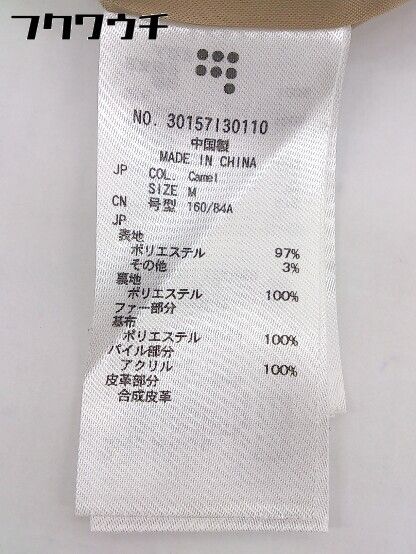 フクワウチ
NO. 30157130110
中国製
MADE IN CHINA
JP COL. Camel
SIZE M
CN 号型 160/84A
JP
表地
ポリエステル 97%
その他 3%
裏地
ポリエステル 100%
ファー部分
基布
ポリエステル 100%
パイル部分
アクリル 100%
皮革部分
合成皮革